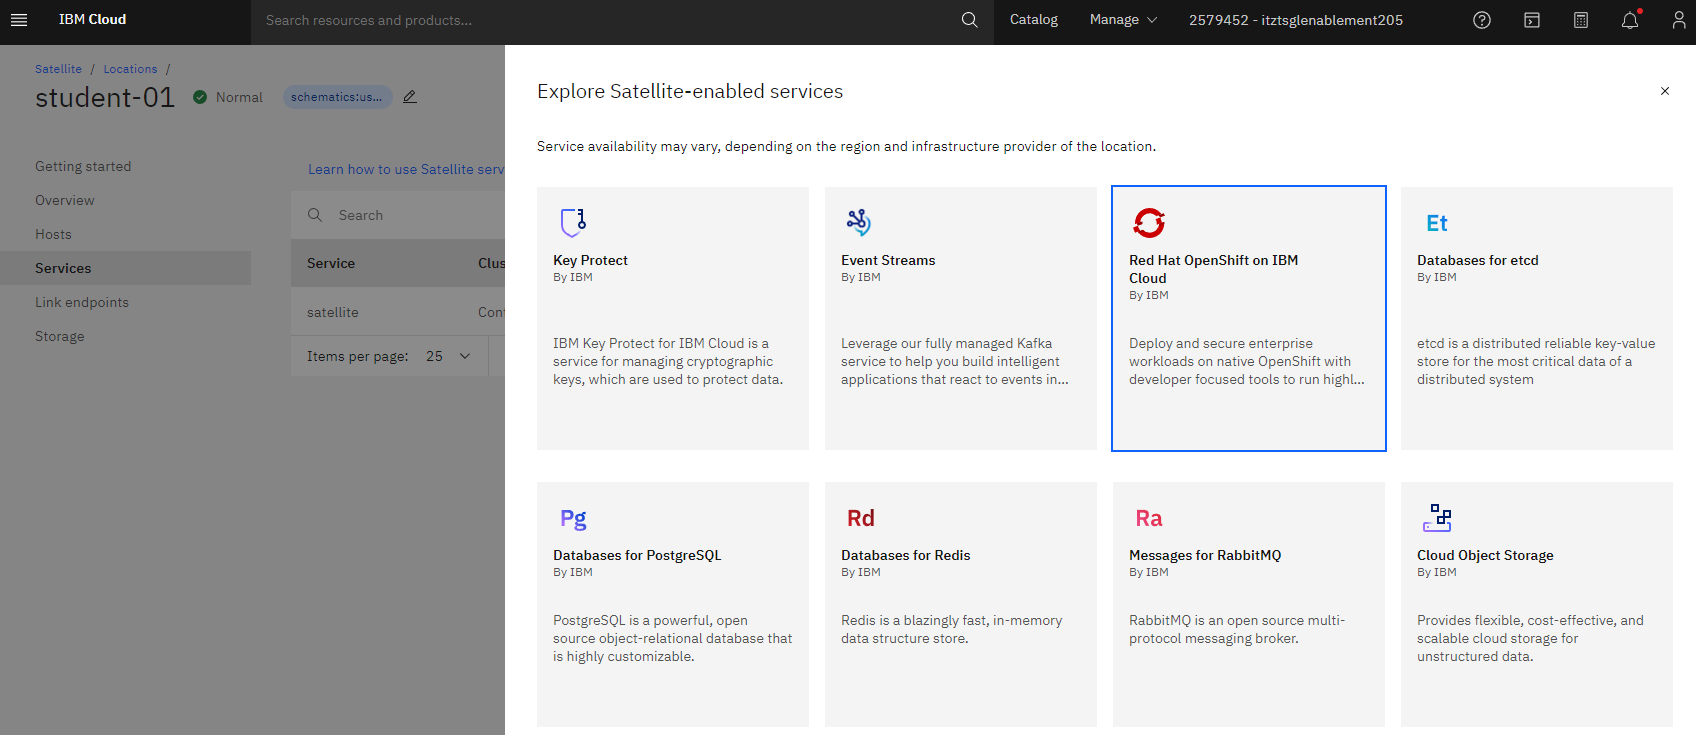 IBM Cloud
Search resources and products...
Catalog
Manage
2579452 - itztsglenablement205
Satellite / Locations /
student-01
Normal
schematics:us...
Getting started
Overview
Hosts
Services
Link endpoints
Storage
Learn how to use Satellite serv
Search
Service
Clus
satellite
Con
Items per page:
25
Explore Satellite-enabled services
Service availability may vary, depending on the region and infrastructure provider of the location.
Key Protect
By IBM
IBM Key Protect for IBM Cloud is a
service for managing cryptographic
keys, which are used to protect data.
Event Streams
By IBM
Leverage our fully managed Kafka
service to help you build intelligent
applications that react to events in...
Red Hat OpenShift on IBM
Cloud
By IBM
Deploy and secure enterprise
workloads on native OpenShift with
developer focused tools to run highl...
Et
Databases for etcd
By IBM
etcd is a distributed reliable key-value
store for the most critical data of a
distributed system
Pg
Databases for PostgreSQL
By IBM
PostgreSQL is a powerful, open
source object-relational database that
is highly customizable.
Rd
Databases for Redis
By IBM
Redis is a blazingly fast, in-memory
data structure store.
Ra
Messages for RabbitMQ
By IBM
RabbitMQ is an open source multi-
protocol messaging broker.
Cloud Object Storage
By IBM
Provides flexible, cost-effective, and
scalable cloud storage for
unstructured data.